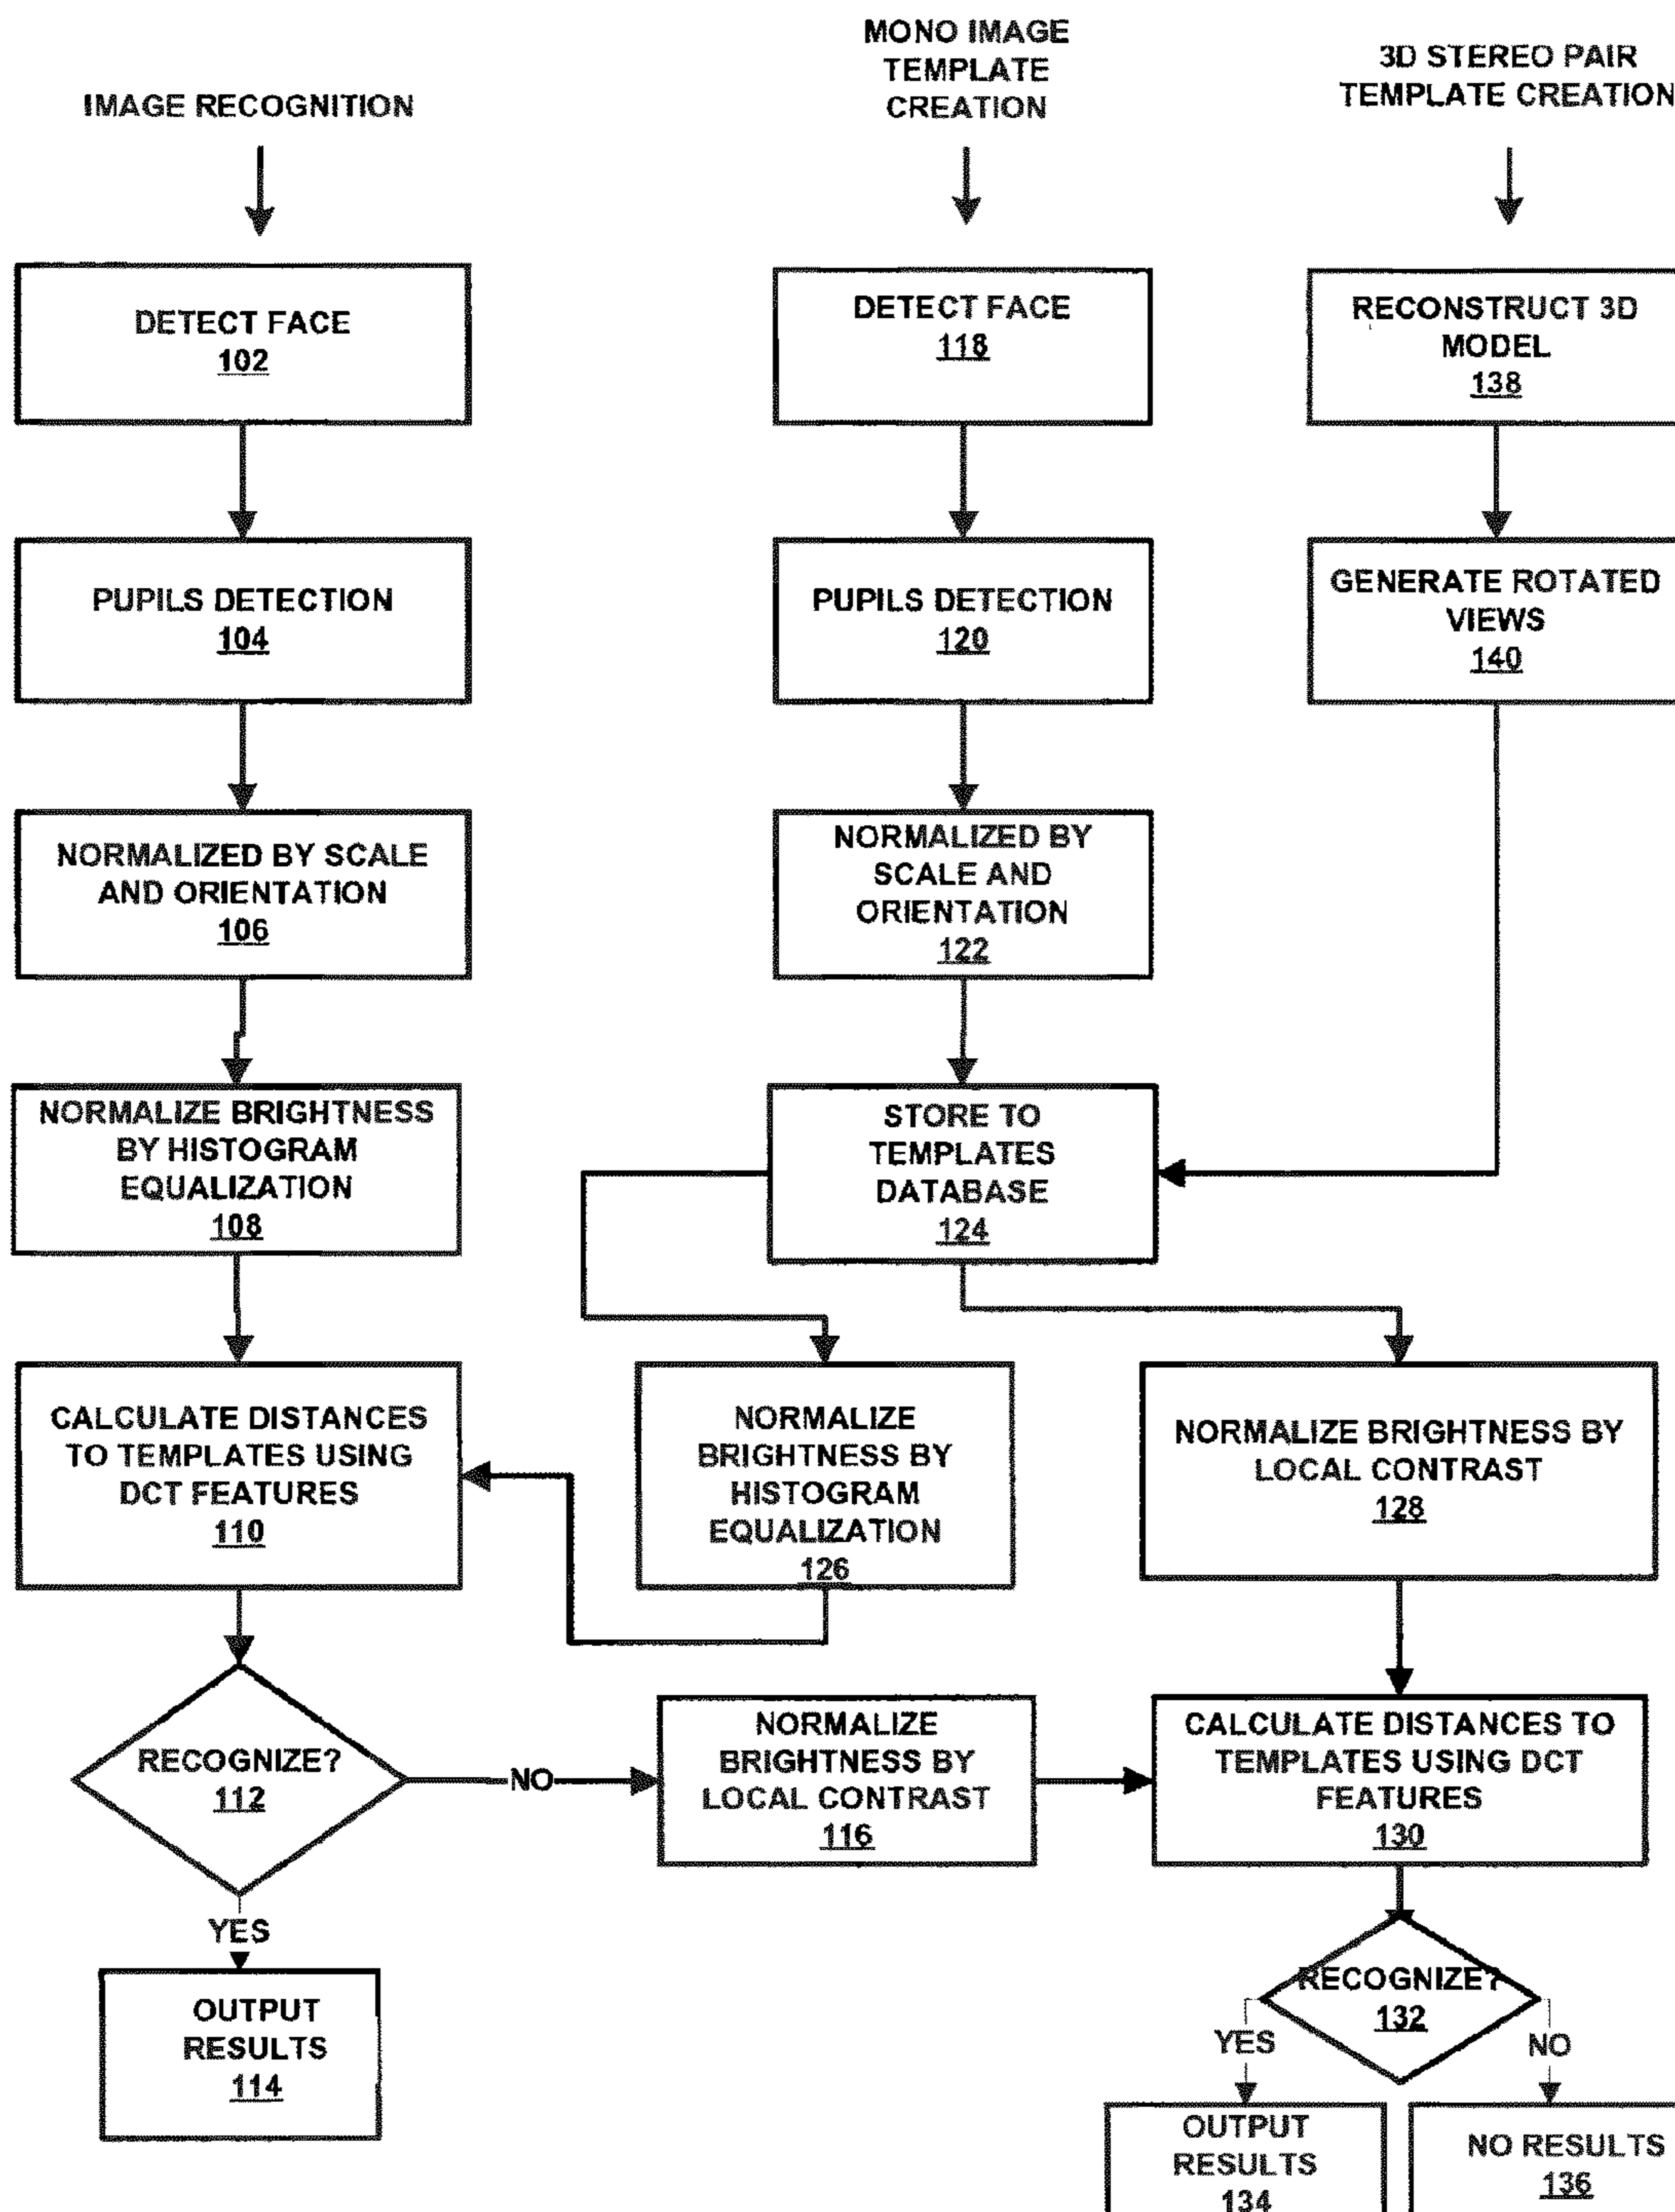 IMAGE RECOGNITION
MONO IMAGE
TEMPLATE
CREATION
3D STEREO PAIR
TEMPLATE CREATION
DETECT FACE
102
DETECT FACE
118
RECONSTRUCT 3D
MODEL
138
PUPILS DETECTION
104
PUPILS DETECTION
120
GENERATE ROTATED
VIEWS
140
NORMALIZED BY SCALE
AND ORIENTATION
106
NORMALIZED BY
SCALE AND
ORIENTATION
122
NORMALIZE BRIGHTNESS
BY HISTOGRAM
EQUALIZATION
108
STORE TO
TEMPLATES
DATABASE
124
CALCULATE DISTANCES
TO TEMPLATES USING
DCT FEATURES
110
NORMALIZE
BRIGHTNESS BY
HISTOGRAM
EQUALIZATION
126
NORMALIZE BRIGHTNESS BY
LOCAL CONTRAST
128
RECOGNIZE?
112
NO
NORMALIZE
BRIGHTNESS BY
LOCAL CONTRAST
116
CALCULATE DISTANCES TO
TEMPLATES USING DCT
FEATURES
130
YES
OUTPUT
RESULTS
114
RECOGNIZE?
132
YES
NO
OUTPUT
RESULTS
134
NO RESULTS
136